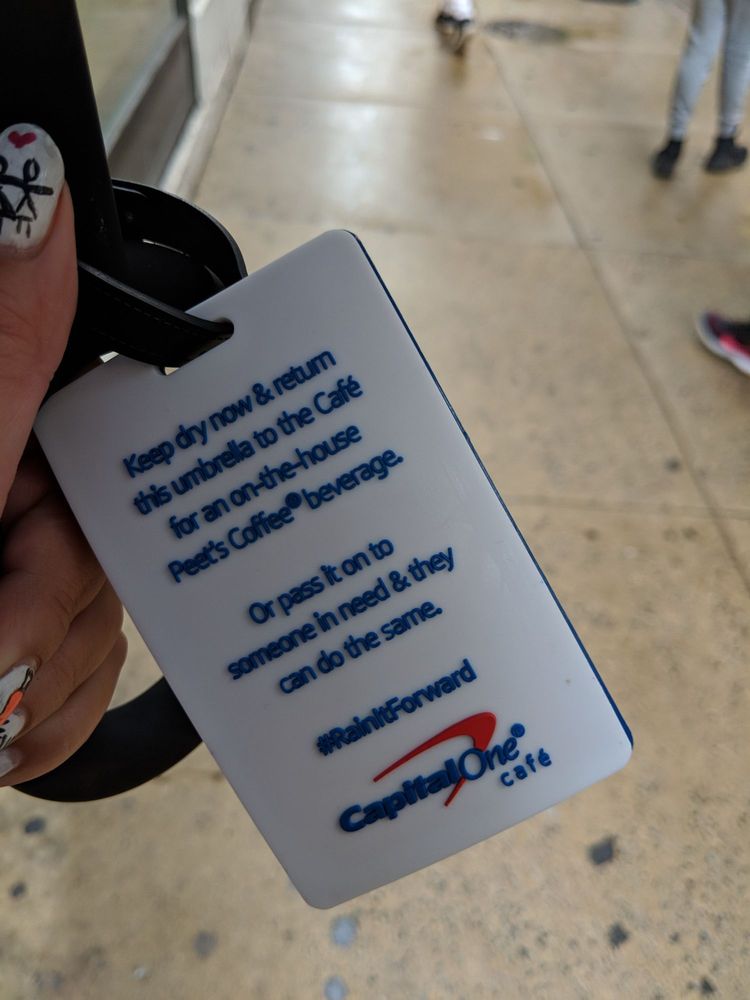 Keep dry now & return
this umbrella to the Café
for an on-the-house
Peet's Coffee® beverage.
Or pass it on to
someone in need & they
can do the same.
#RainItForward
CapitalOne®
café